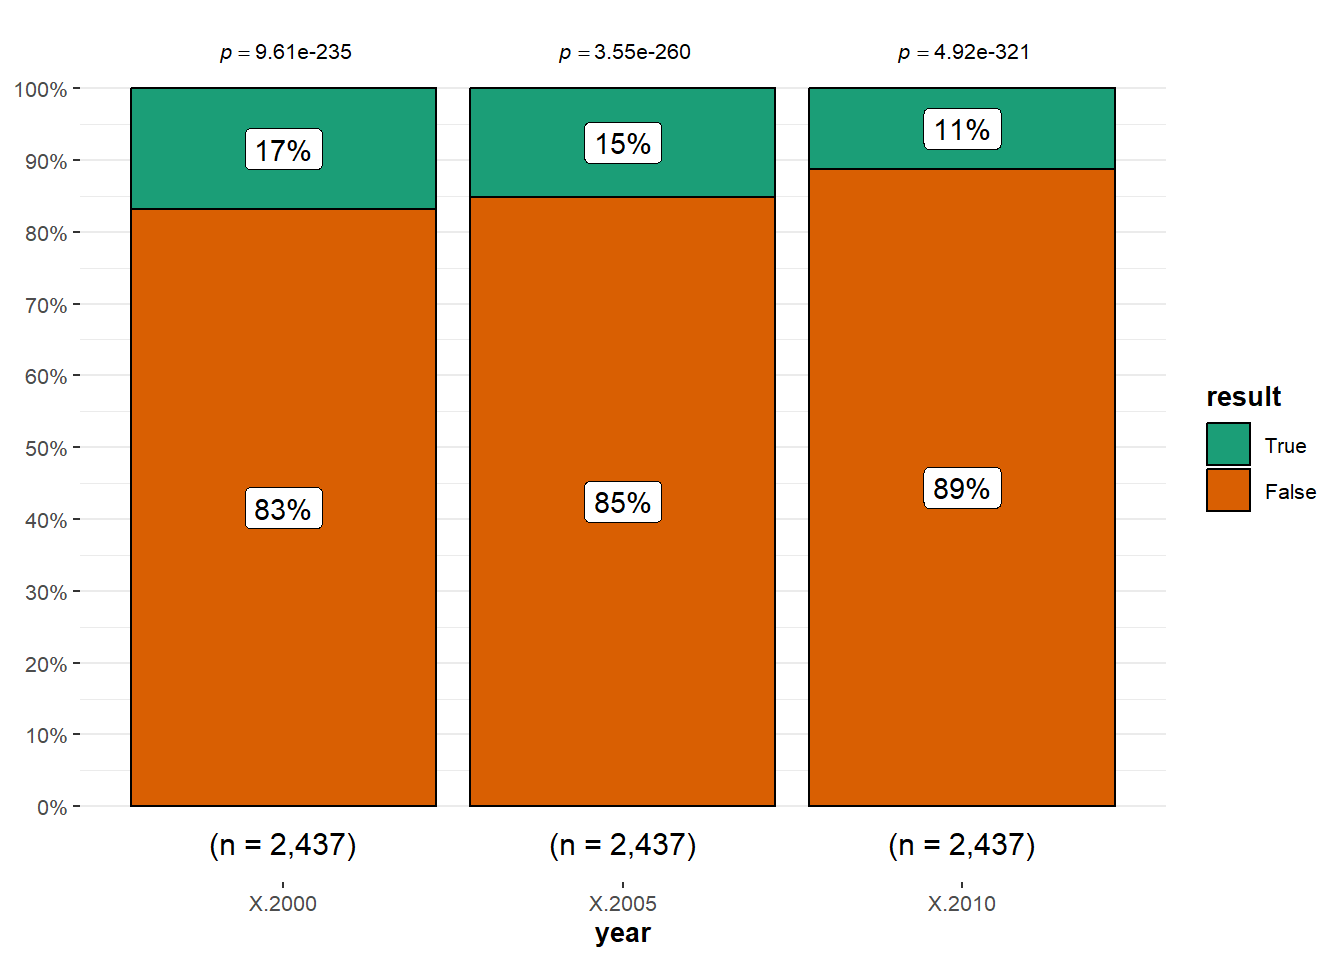 p = 9.61e-235
p = 3.55e-260
p = 4.92e-321
100%
90%
80%
70%
60%
50%
40%
30%
20%
10%
0%
17%
15%
11%
83%
85%
89%
(n = 2,437)
(n = 2,437)
(n = 2,437)
X.2000
X.2005
X.2010
year
result
True
False